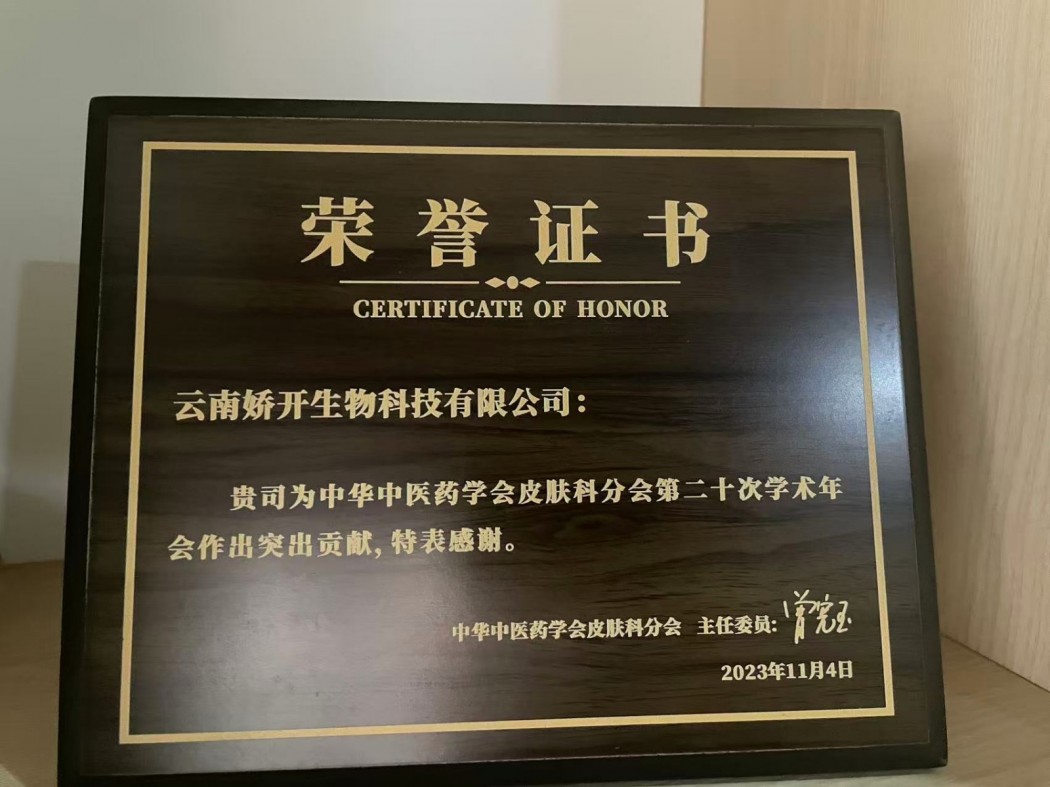 荣誉证书
CERTIFICATE OF HONOR
云南娇开生物科技有限公司：
贵司为中华中医药学会皮肤科分会第二十次学术年
会作出突出贡献，特表感谢。
中华中医药学会皮肤科分会 主任委员：曾宪玉
2023年11月4日